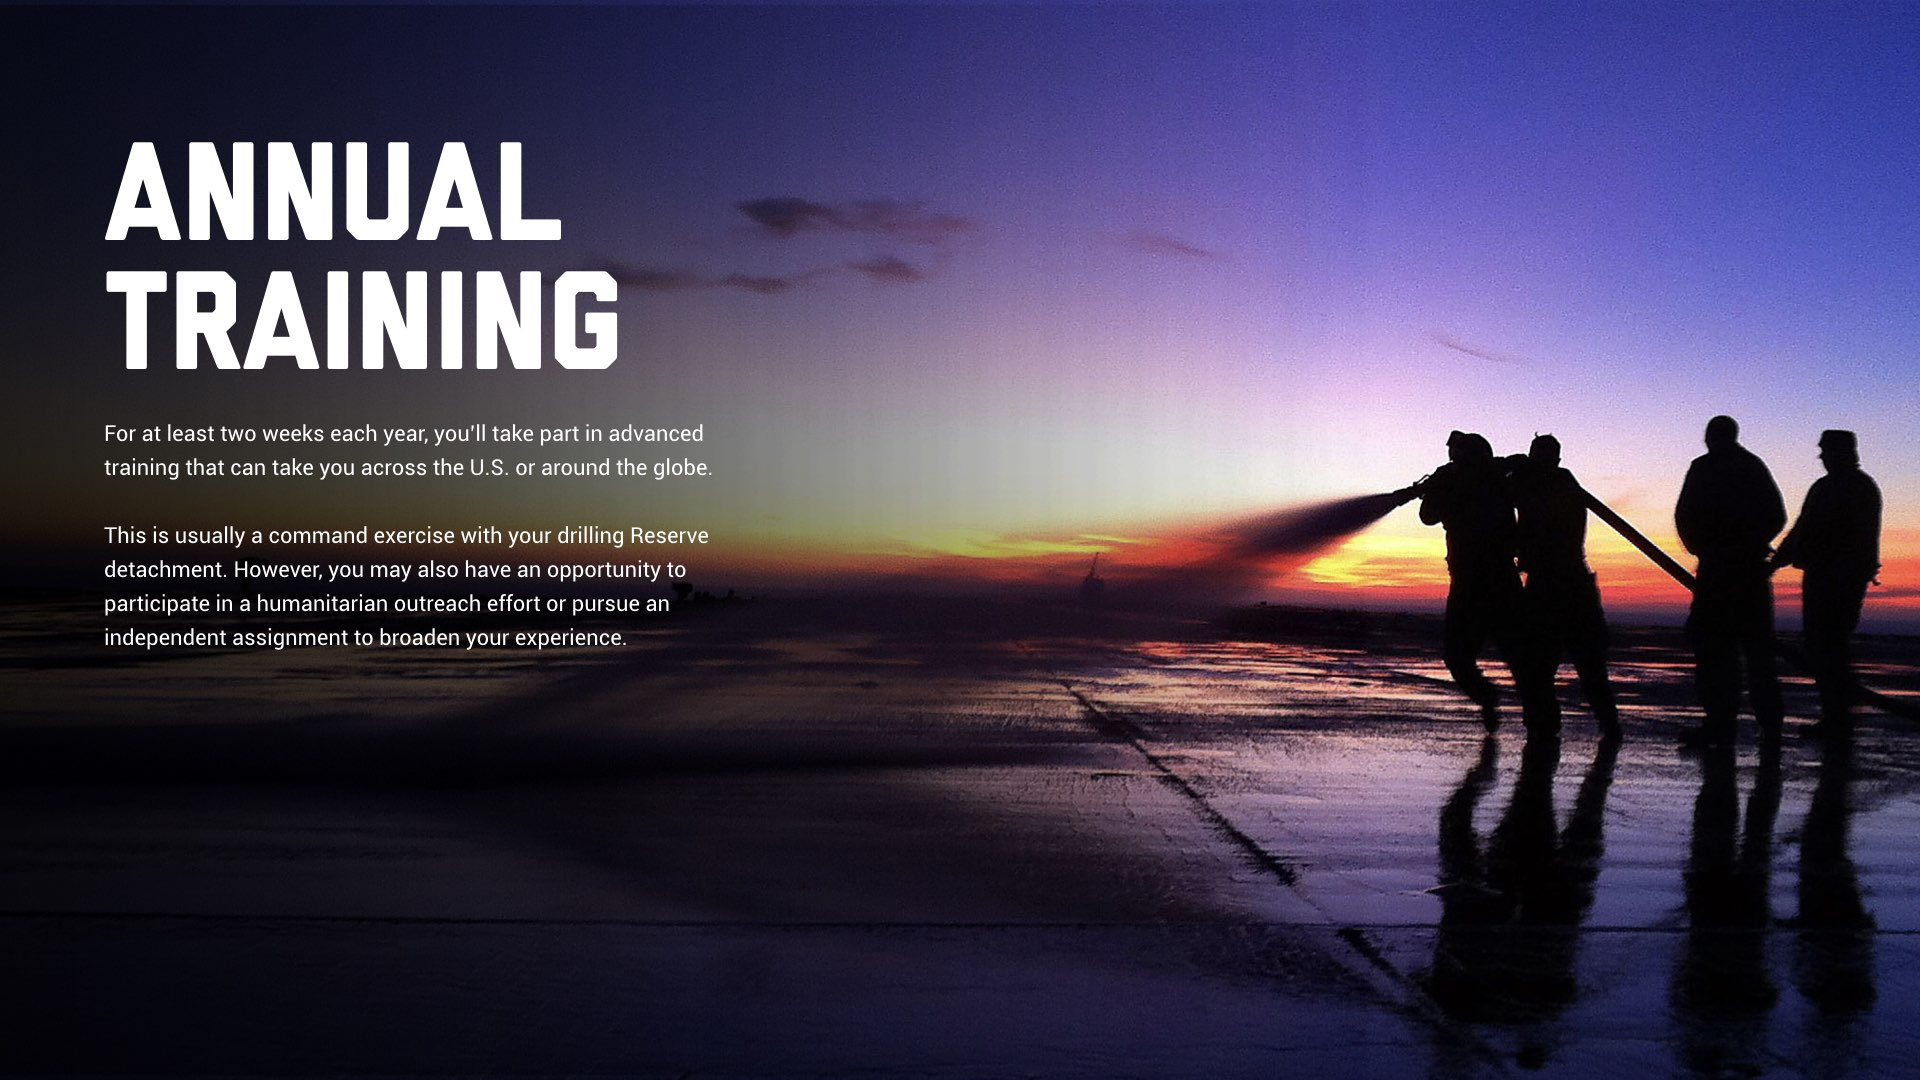 ANNUAL
TRAINING
For at least two weeks each year, you'll take part in advanced
training that can take you across the U.S. or around the globe.
This is usually a command exercise with your drilling Reserve
detachment. However, you may also have an opportunity to
participate in a humanitarian outreach effort or pursue an
independent assignment to broaden your experience.